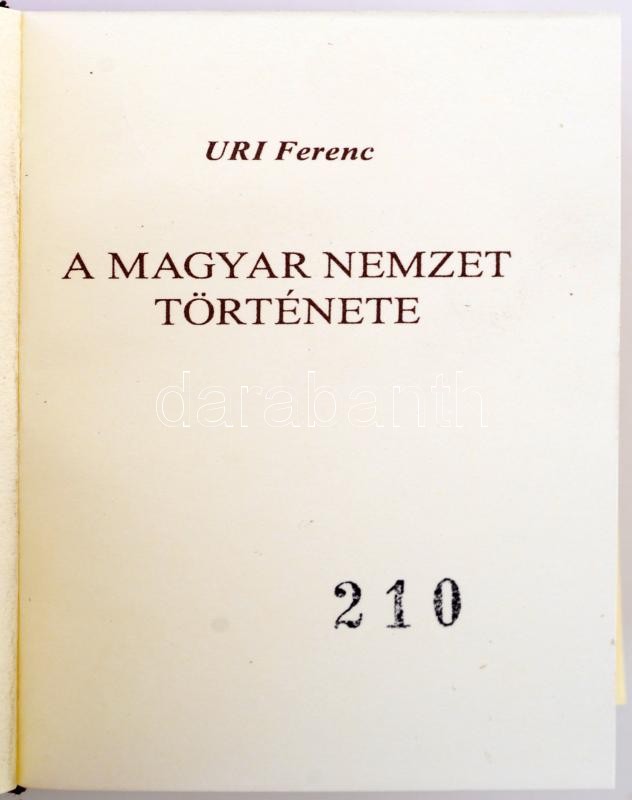 URI Ferenc
A MAGYAR NEMZET
TÖRTÉNETE
darabanth
210